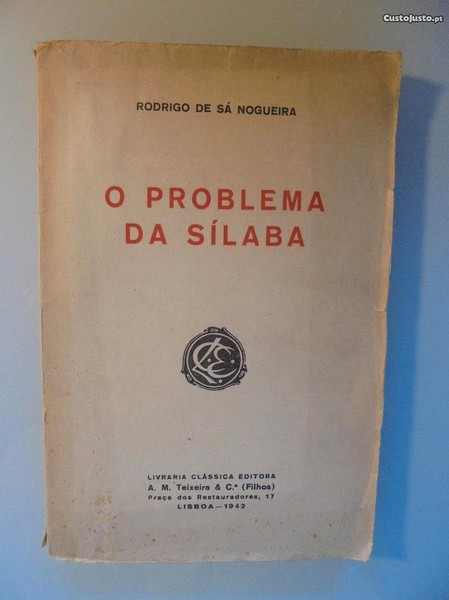 CustoJusto.pt
RODRIGO DE SÁ NOGUEIRA
O PROBLEMA
DA SÍLABA
LCE
LIVRARIA CLÁSSICA EDITORA
A. M. Teixeira & C.ª (Filhos)
Praça dos Restauradores, 17
LISBOA—1942